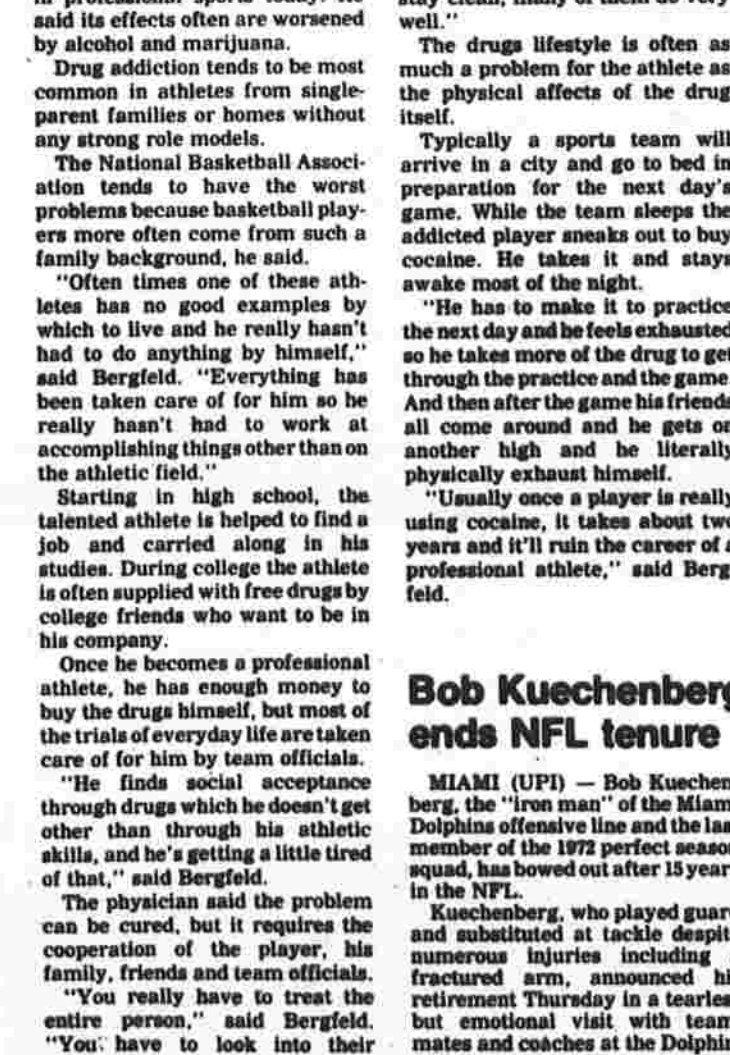 said its effects often are worsened
by alcohol and marijuana.
Drug addiction tends to be most
common in athletes from single-
parent families or homes without
any strong role models.
The National Basketball Associ-
ation tends to have the worst
problems because basketball play-
ers more often come from such a
family background, he said.
"Often times one of these ath-
letes has no good examples by
which to live and he really hasn't
had to do anything by himself,"
said Bergfeld. "Everything has
been taken care of for him so he
really hasn't had to work at
accomplishing things other than on
the athletic field."
Starting in high school, the
talented athlete is helped to find a
job and carried along in his
studies. During college the athlete
is often supplied with free drugs by
college friends who want to be in
his company.
Once he becomes a professional
athlete, he has enough money to
buy the drugs himself, but most of
the trials of everyday life are taken
care of for him by team officials.
"He finds social acceptance
through drugs which he doesn't get
other than through his athletic
skills, and he's getting a little tired
of that," said Bergfeld.
The physician said the problem
can be cured, but it requires the
cooperation of the player, his
family, friends and team officials.
"You really have to treat the
entire person," said Bergfeld.
"You have to look into their
well."
The drugs lifestyle is often as
much a problem for the athlete as
the physical affects of the drug
itself.
Typically a sports team will
arrive in a city and go to bed in
preparation for the next day's
game. While the team sleeps the
addicted player sneaks out to buy
cocaine. He takes it and stays
awake most of the night.
"He has to make it to practice
the next day and he feels exhausted
so he takes more of the drug to get
through the practice and the game.
And then after the game his friends
all come around and he gets on
another high and he literally
physically exhaust himself.
"Usually once a player is really
using cocaine, it takes about two
years and it'll ruin the career of a
professional athlete," said Berg
feld.
Bob Kuechenberg
ends NFL tenure
MIAMI (UPI) — Bob Kuechen
berg, the "iron man" of the Miam
Dolphins offensive line and the las
member of the 1972 perfect season
squad, has bowed out after 15 year
in the NFL.
Kuechenberg, who played guar
and substituted at tackle despit
numerous injuries including
fractured arm, announced hi
retirement Thursday in a tearles
but emotional visit with team
mates and coaches at the Dolphin